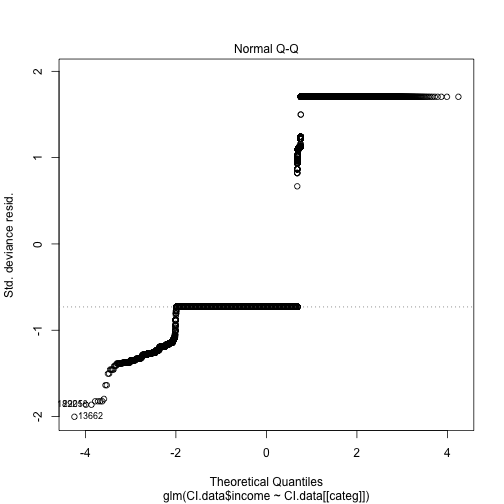 Normal Q-Q
Std. deviance resid.
2
1
0
-1
-2
13662
-4
-2
0
2
4
Theoretical Quantiles
glm(CI.data$income ~ CI.data[[categ]])